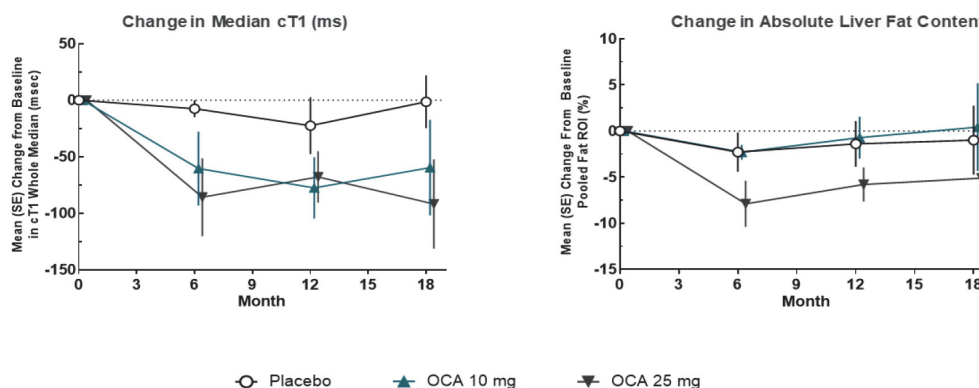 Change in Median cT1 (ms)
Mean (SE) Change from Baseline
in cT1 Whole Median (msec)
50
0
-50
-100
-150
0 3 6 9 12 15 18
Month
Change in Absolute Liver Fat Conten
Mean (SE) Change From Baseline
Pooled Fat ROI (%)
10
5
0
-5
-10
-15
0 3 6 9 12 15 18
Month
Placebo OCA 10 mg OCA 25 mg